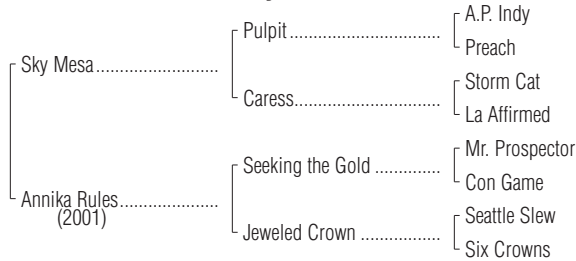 A.P. Indy
Pulpit
Preach
Sky Mesa
Storm Cat
Caress
La Affirmed
Mr. Prospector
Seeking the Gold
Con Game
Annika Rules
(2001)
Seattle Slew
Jeweled Crown
Six Crowns